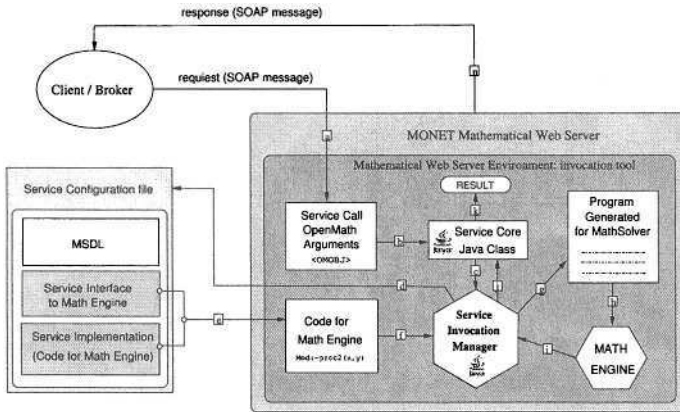 response (SOAP message)
requiest (SOAP message)
Client / Broker
MONET Mathematical Web Server
Mathematical Web Server Environment: invocation tool
Service Configuration file
MSDL
Service Interface
to Math Engine
Service Implementation
(Code for Math Engine)
RESULT
Service Call
OpenMath
Arguments
<OMOBJ>
Service Core
Java Class
Program
Generated
for MathSolver
Code for
Math Engine
Service
Invocation
Manager
MATH
ENGINE